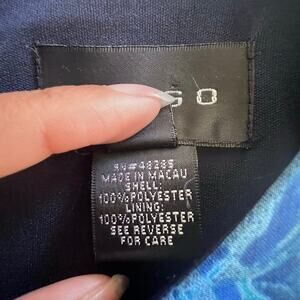 RN#48285
MADE IN MACAU
SHELL:
100%POLYESTER
LINING:
100%POLYESTER
SEE REVERSE
FOR CARE